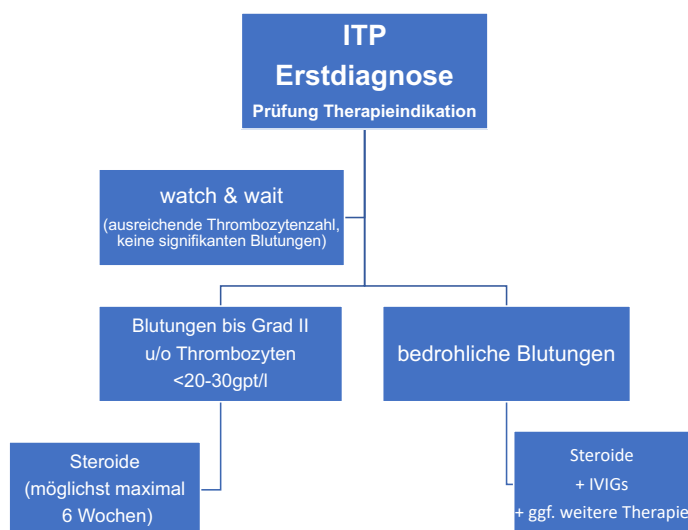 ITP
Erstdiagnose
Prüfung Therapieindikation
watch & wait
(ausreichende Thrombozytenzahl,
keine signifikanten Blutungen)
Blutungen bis Grad II
u/o Thrombozyten
<20-30gpt/l
bedrohliche Blutungen
Steroide
(möglichst maximal
6 Wochen)
Steroide
+ IVIGs
+ ggf. weitere Therapie